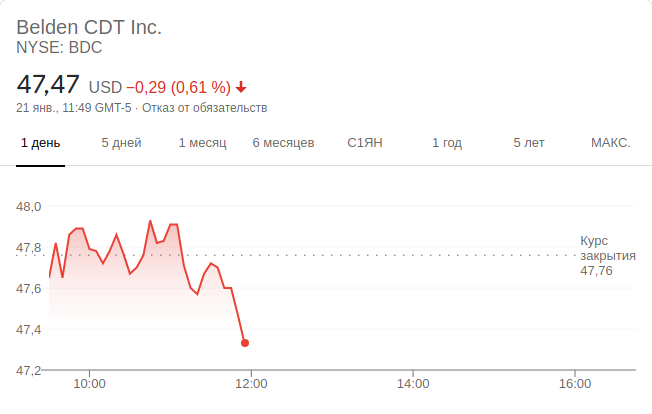 Belden CDT Inc.
NYSE: BDC
47,47 USD −0,29 (0,61 %)
21 янв., 11:49 GMT-5 · Отказ от обязательств
1 день 5 дней 1 месяц 6 месяцев С1ЯН 1 год 5 лет МАКС.
48,0
47,8
47,6
47,4
47,2
Курс
закрытия
47,76
10:00 12:00 14:00 16:00